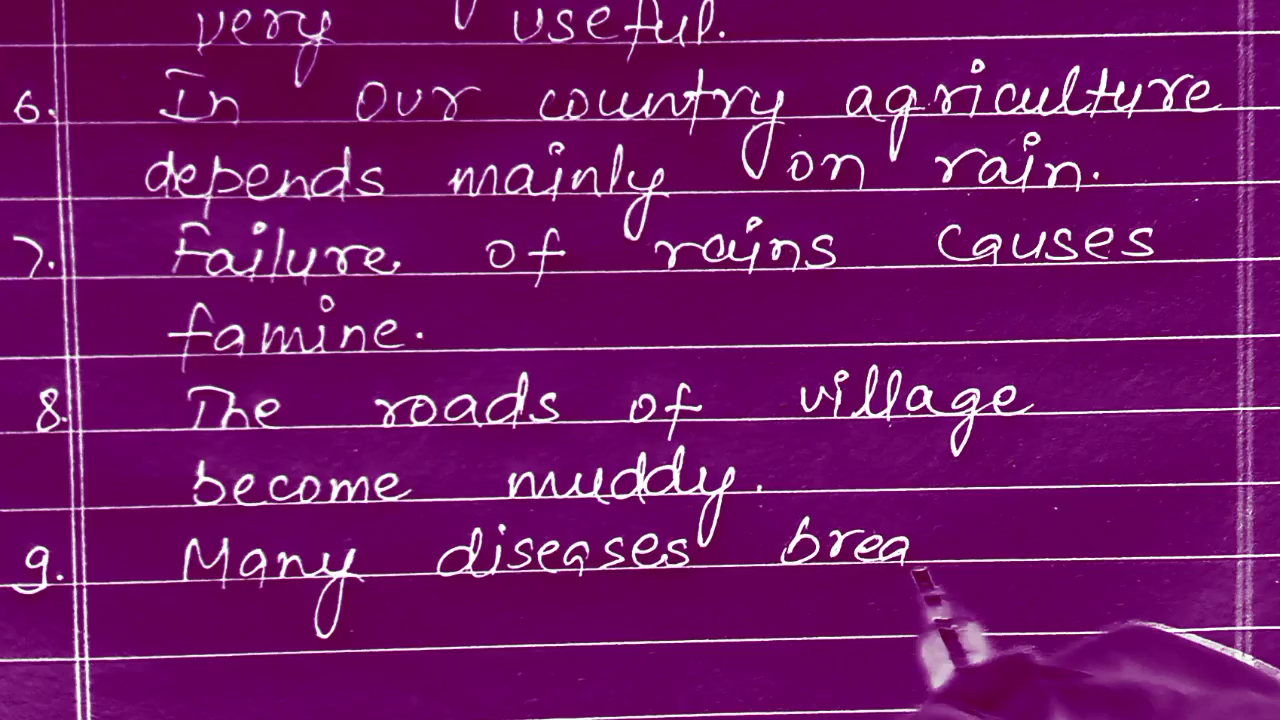 very useful.
6. In our country agriculture
depends mainly on rain.
7. Failure of rains causes
famine.
8. The roads of village
become muddy.
9. Many diseases brea